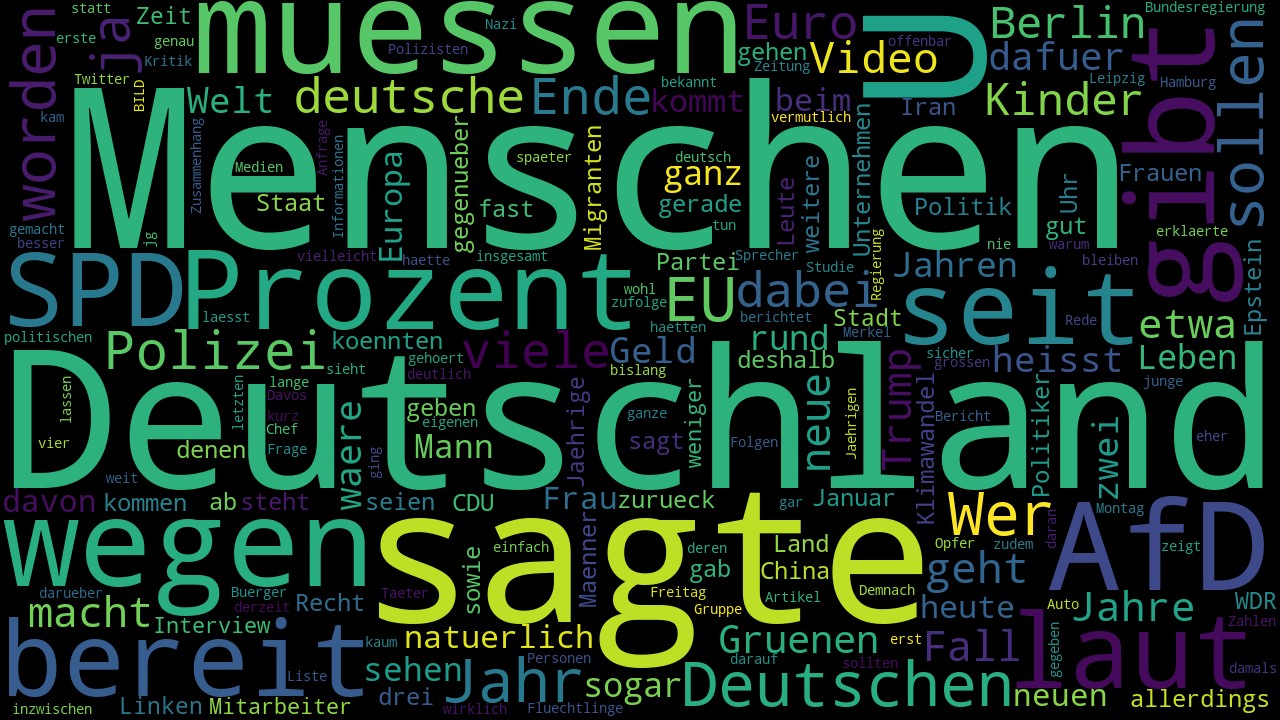 statt
Zeit
erste
genau
Kritik
ja
worden
muessen
Nazi
Polizisten
Euro
gehen
Zeitung
Video
offenbar
U
Berlin
dafuer
Bundesregierung
Leipzig
Hamburg
gibt
sollen
Twitter
BILD
kam
Welt
deutsche
Ende
kommt
bekannt
beim
vermutlich
Iran
Kinder
Menschen
Zusammenhang
Medien
Anfrage
Informationen
Staat
Europa
gegenueber
spaeter
fast
Migranten
deutsch
ganz
gerade
tun
Leute
weitere
Unternehmen
Politik
Uhr
gut
Frauen
erklaerte
gemacht
besser
jg
vielleicht
haette
insgesamt
Partei
Sprecher
Studie
Regierung
nie
warum
bleiben
Jahren
SPD
Prozent
wohl
zufolge
EU
dabei
berichtet
Stadt
seit
Rede
etwa
Epstein
laesst
politischen
Polizei
koennten
haetten
rund
Merkel
sieht
gehoert
deutlich
viele
Geld
bislang
deshalb
sicher
grossen
heisst
Leben
junge
Deutschland
lassen
vier
letzten
lange
Davos
kurz
Chef
Frage
denen
waere
geben
eigenen
Mann
ging
Jaehrige
ganze
sagt
weniger
Folgen
neue
Jaehrigen
Trump
Klimawandel
Bericht
Politiker
zwei
eher
weit
davon
kommen
ab
steht
seien
CDU
Frau
zurueck
gar
Januar
Montag
wegen
sagte
Wer
daran
AfD
zeigt
einfach
sowie
Maenner
deren
gab
Land
China
Opfer
zudem
geht
darueber
Buerger
derzeit
macht
Interview
Recht
Taeter
Freitag
Gruppe
Artikel
Demnach
heute
Auto
Jahre
WDR
Zahlen
bereit
kaum
natuerlich
Personen
Gruenen
darauf
sollten
erst
Fall
gegeben
laut
damals
Liste
sehen
drei
Jahr
wirklich
sogar
Fluechtlinge
Deutschen
neuen
allerdings
inzwischen
Linken
Mitarbeiter